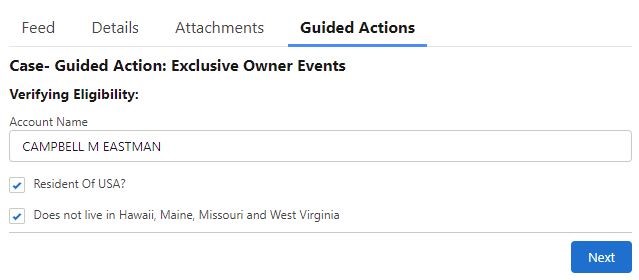 Feed Details Attachments Guided Actions
Case- Guided Action: Exclusive Owner Events
Verifying Eligibility:
Account Name
CAMPBELL M EASTMAN
Resident Of USA?
Does not live in Hawaii, Maine, Missouri and West Virginia
Next